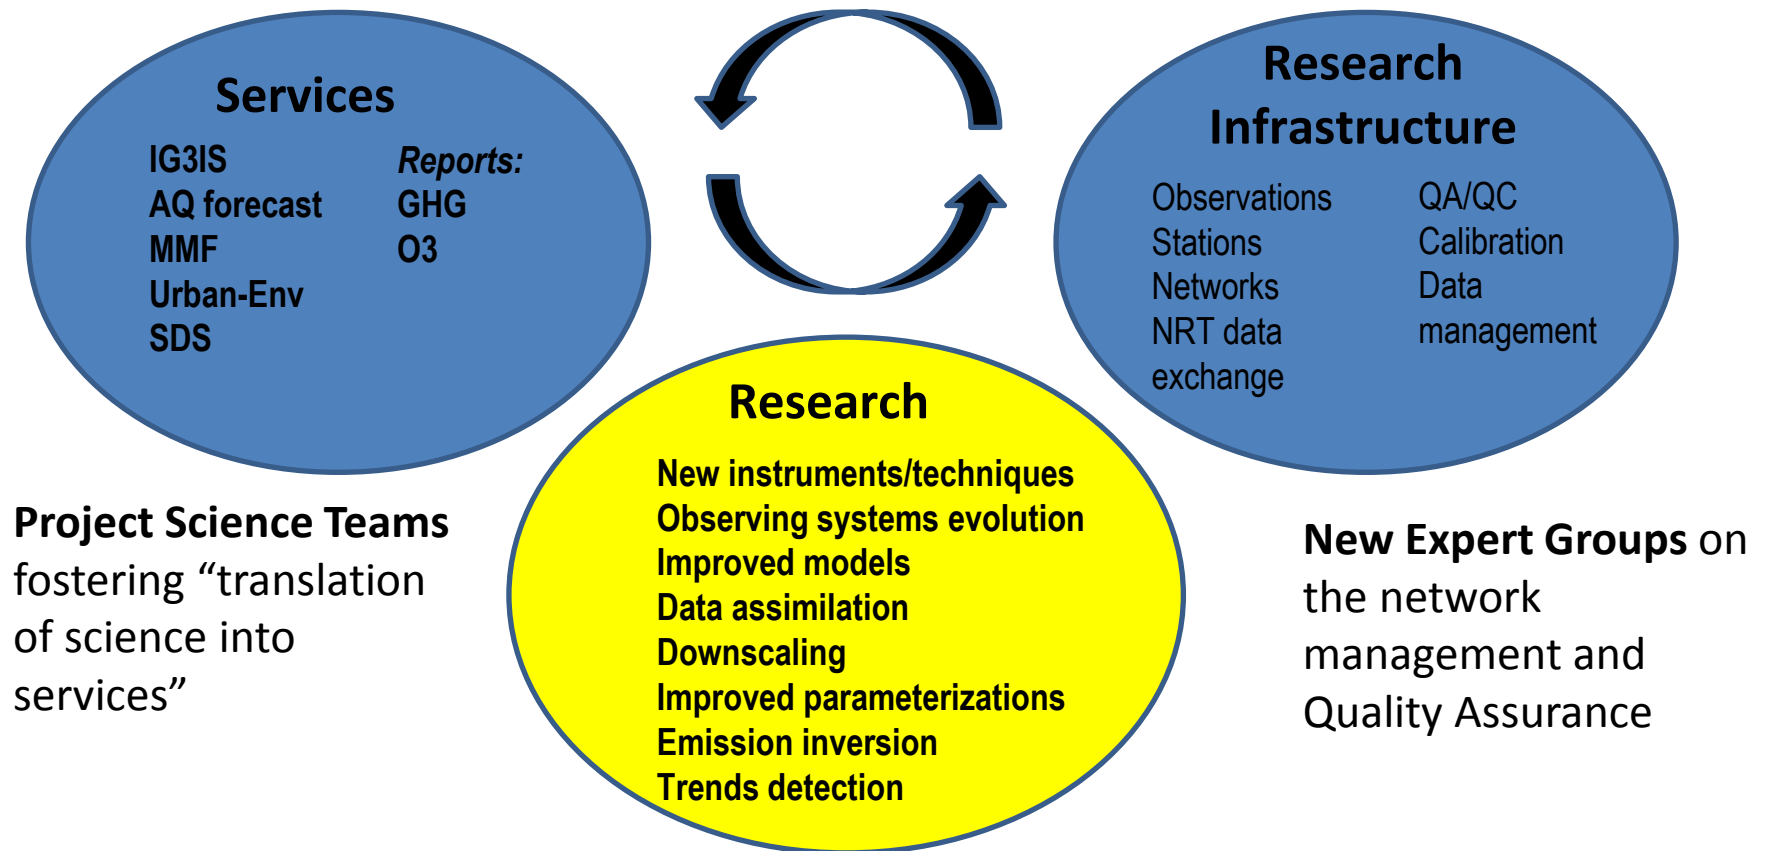 Services
IG3IS
AQ forecast
MMF
Urban-Env
SDS
Reports:
GHG
O3
Research
Infrastructure
Observations
Stations
Networks
NRT data
exchange
QA/QC
Calibration
Data
management
Research
New instruments/techniques
Observing systems evolution
Improved models
Data assimilation
Downscaling
Improved parameterizations
Emission inversion
Trends detection
Project Science Teams
fostering “translation
of science into
services”
New Expert Groups on
the network
management and
Quality Assurance